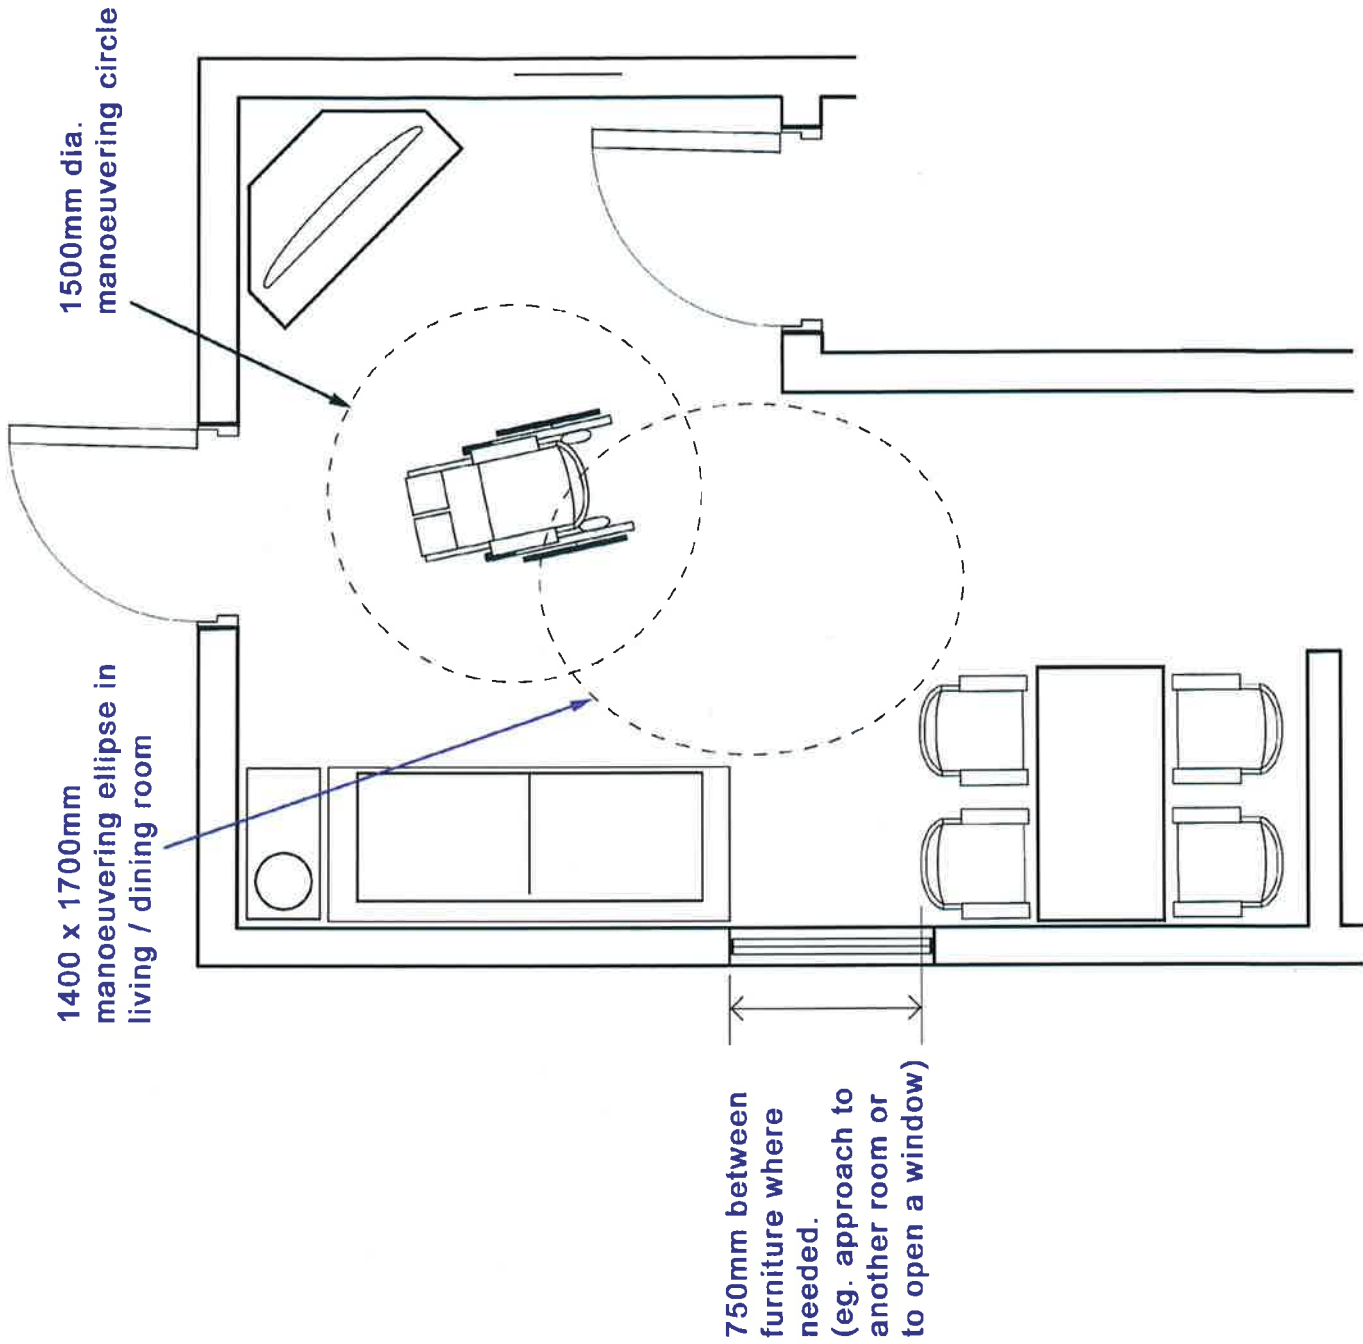 1500mm dia.
manoeuvering circle
1400 x 1700mm
manoeuvering ellipse in
living / dining room
750mm between
furniture where
needed.
(eg. approach to
another room or
to open a window)